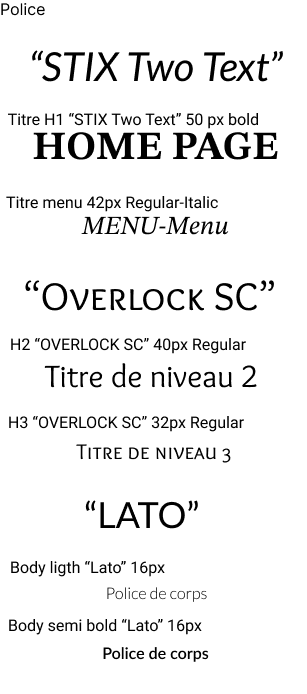 Police
“STIX Two Text”
Titre H1 “STIX Two Text” 50 px bold
HOME PAGE
Titre menu 42px Regular-Italic
MENU-Menu
“Overlock SC”
H2 “OVERLOCK SC” 40px Regular
Titre de niveau 2
H3 “OVERLOCK SC” 32px Regular
Titre de niveau 3
“LATO”
Body ligth “Lato” 16px
Police de corps
Body semi bold “Lato” 16px
Police de corps